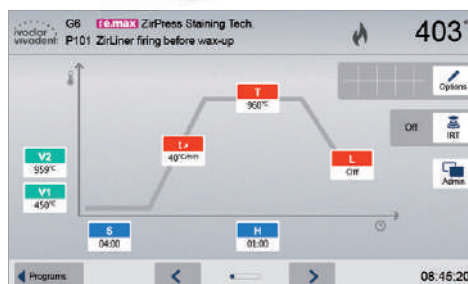 ivoclar vivadent
G6 IPS e.max ZirPress Staining Tech.
P101 ZirLiner firing before wax-up
403°
Options
Off
IRT
Admin
T
960°C
t↗
40°C/min
L
Off
V2
959°C
V1
450°C
S
04:00
H
01:00
Programs
08:45:20